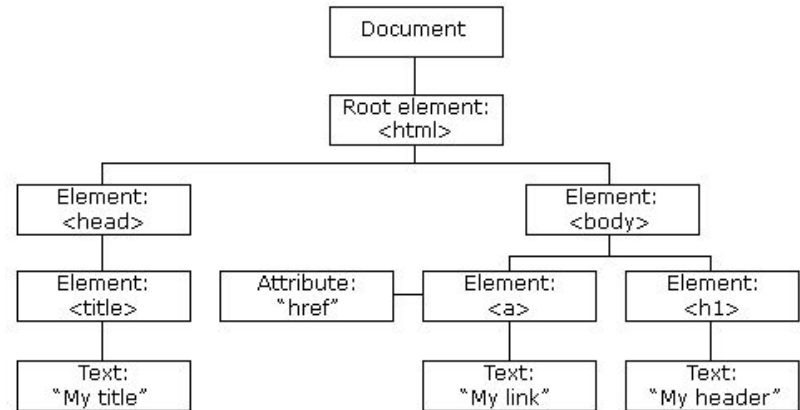 Document
Root element:
<html>
Element:
<head>
Element:
<body>
Element:
<title>
Attribute:
“href”
Element:
<a>
Element:
<h1>
Text:
“My title”
Text:
“My link”
Text:
“My header”